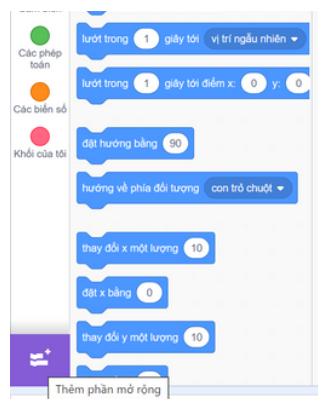 lướt trong 1 giây tới vị trí ngẫu nhiên
Các phép
toán
lướt trong 1 giây tới điểm x: 0 y: 0
Các biến số
đặt hướng bằng 90
Khối của tôi
hướng về phía đối tượng con trỏ chuột
thay đổi x một lượng 10
đặt x bằng 0
thay đổi y một lượng 10
Thêm phần mở rộng